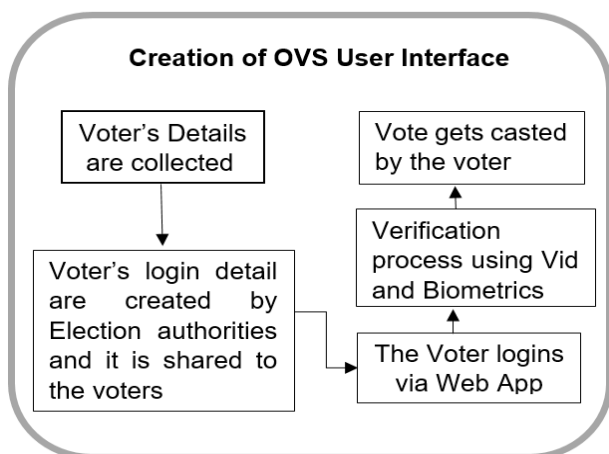 Creation of OVS User Interface
Voter’s Details
are collected
Voter’s login detail
are created by
Election authorities
and it is shared to
the voters
The Voter logins
via Web App
Verification
process using Vid
and Biometrics
Vote gets casted
by the voter